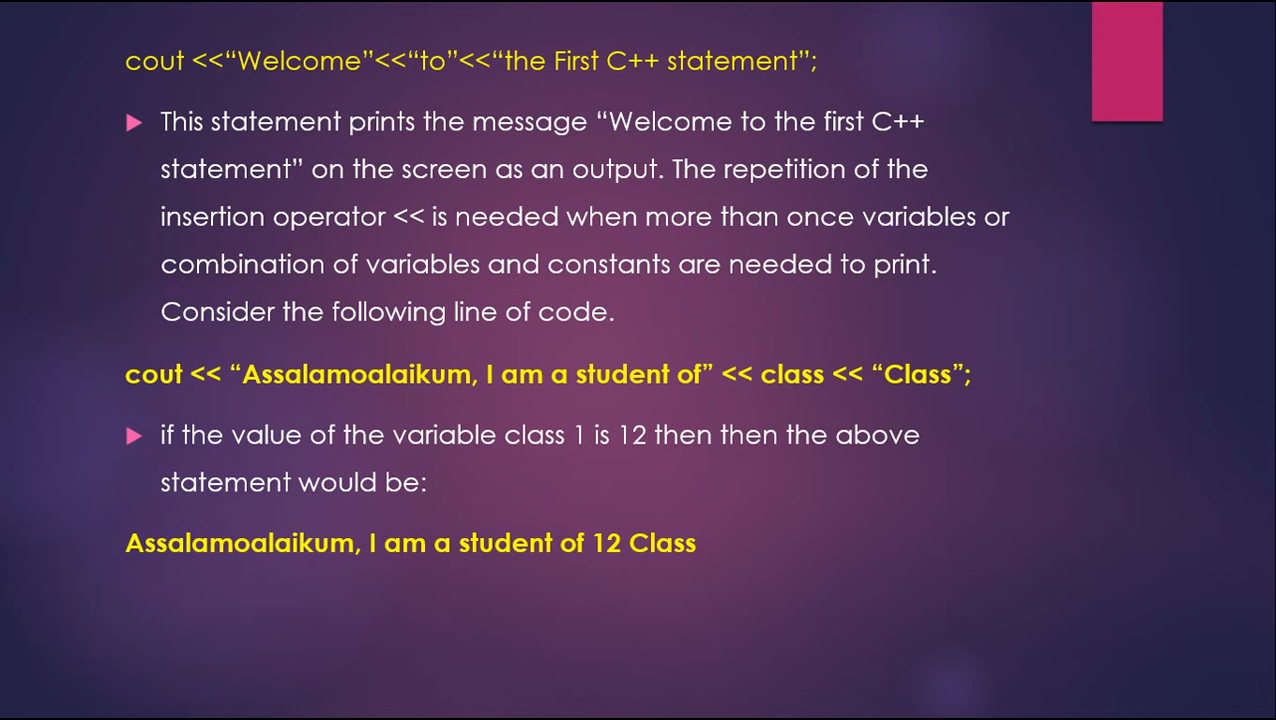 cout <<“Welcome”<<“to”<<“the First C++ statement”;
This statement prints the message “Welcome to the first C++
statement” on the screen as an output. The repetition of the
insertion operator << is needed when more than once variables or
combination of variables and constants are needed to print.
Consider the following line of code.
cout << “Assalamoalaikum, I am a student of” << class << “Class”;
if the value of the variable class 1 is 12 then then the above
statement would be:
Assalamoalaikum, I am a student of 12 Class